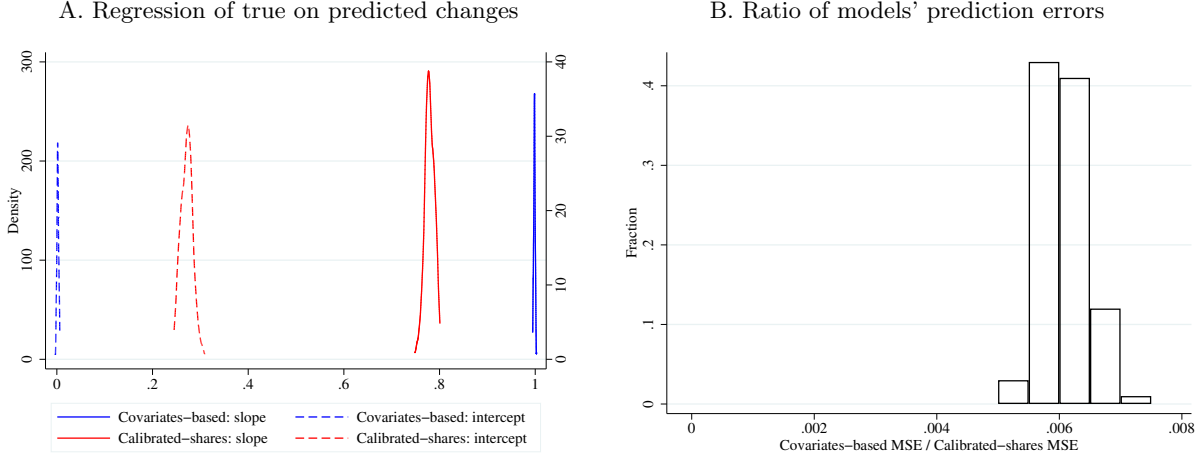 A. Regression of true on predicted changes
300
200
100
0
Density
40
30
20
10
0
0 .2 .4 .6 .8 1
Covariates−based: slope Covariates−based: intercept
Calibrated−shares: slope Calibrated−shares: intercept
B. Ratio of models’ prediction errors
.4
.3
.2
.1
0
Fraction
0 .002 .004 .006 .008
Covariates−based MSE / Calibrated−shares MSE